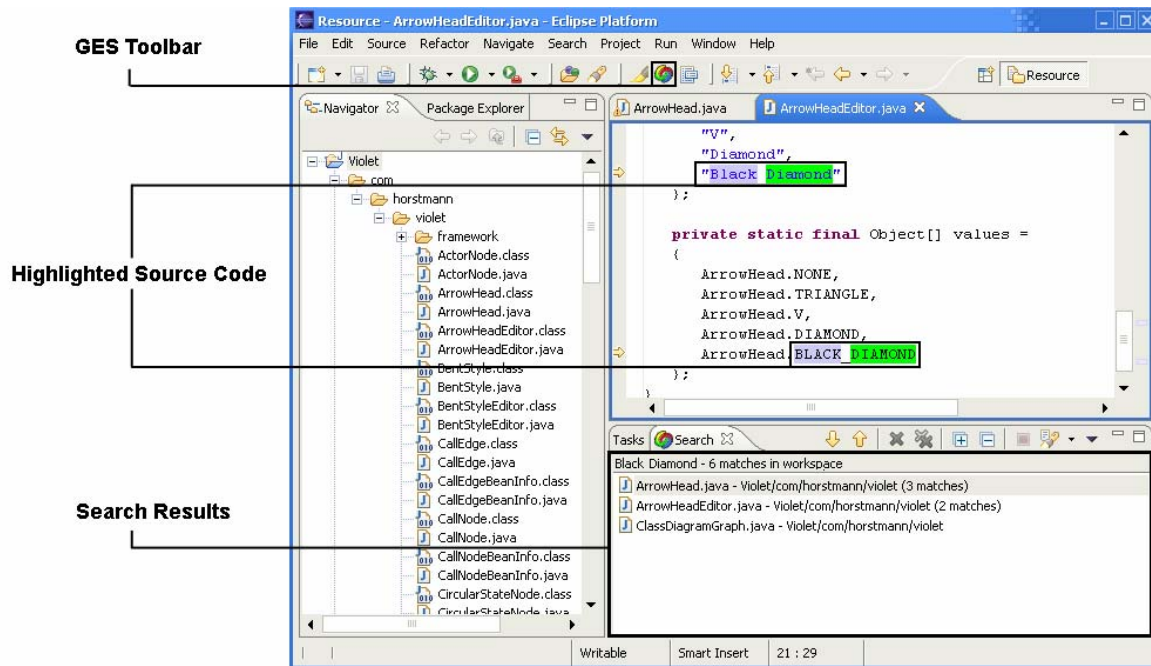 GES Toolbar
Highlighted Source Code
Search Results
Resource - ArrowHeadEditor.java - Eclipse Platform
File Edit Source Refactor Navigate Search Project Run Window Help
Resource
Navigator Package Explorer
Violet
com
horstmann
violet
framework
ActorNode.class
ActorNode.java
ArrowHead.class
ArrowHead.java
ArrowHeadEditor.class
ArrowHeadEditor.java
BentStyle.class
BentStyle.java
BentStyleEditor.class
BentStyleEditor.java
CallEdge.class
CallEdge.java
CallEdgeBeanInfo.class
CallEdgeBeanInfo.java
CallNode.class
CallNode.java
CallNodeBeanInfo.class
CallNodeBeanInfo.java
CircularStateNode.class
CircularStateNode.java
ArrowHead.java ArrowHeadEditor.java
"V",
"Diamond",
"Black Diamond"
};
private static final Object[] values =
{
ArrowHead.NONE,
ArrowHead.TRIANGLE,
ArrowHead.V,
ArrowHead.DIAMOND,
ArrowHead.BLACK_DIAMOND
};
}
Tasks Search
Black Diamond - 6 matches in workspace
ArrowHead.java - Violet/com/horstmann/violet (3 matches)
ArrowHeadEditor.java - Violet/com/horstmann/violet (2 matches)
ClassDiagramGraph.java - Violet/com/horstmann/violet
Writable Smart Insert 21 : 29